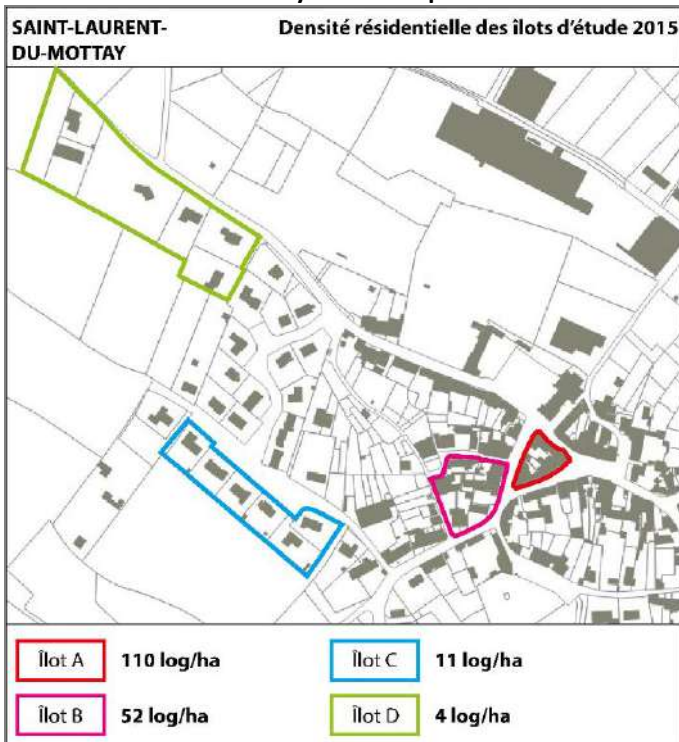 SAINT-LAURENT-
DU-MOTTAY
Densité résidentielle des îlots d'étude 2015
Îlot A 110 log/ha
Îlot C 11 log/ha
Îlot B 52 log/ha
Îlot D 4 log/ha